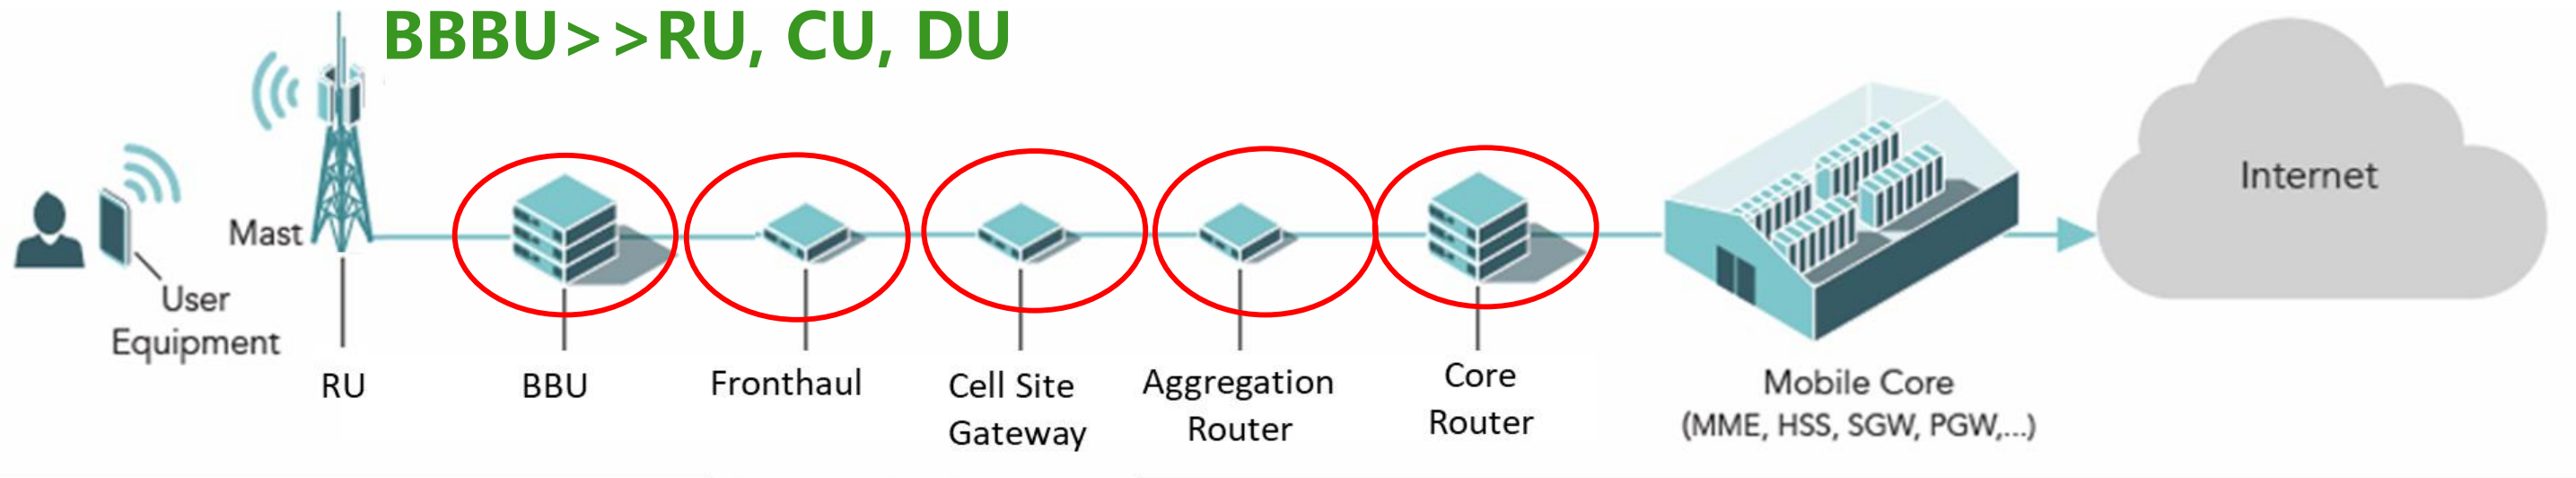 BBBU>>RU, CU, DU
Mast
User
Equipment
RU
BBU
Fronthaul
Cell Site
Gateway
Aggregation
Router
Core
Router
Mobile Core
(MME, HSS, SGW, PGW,...)
Internet